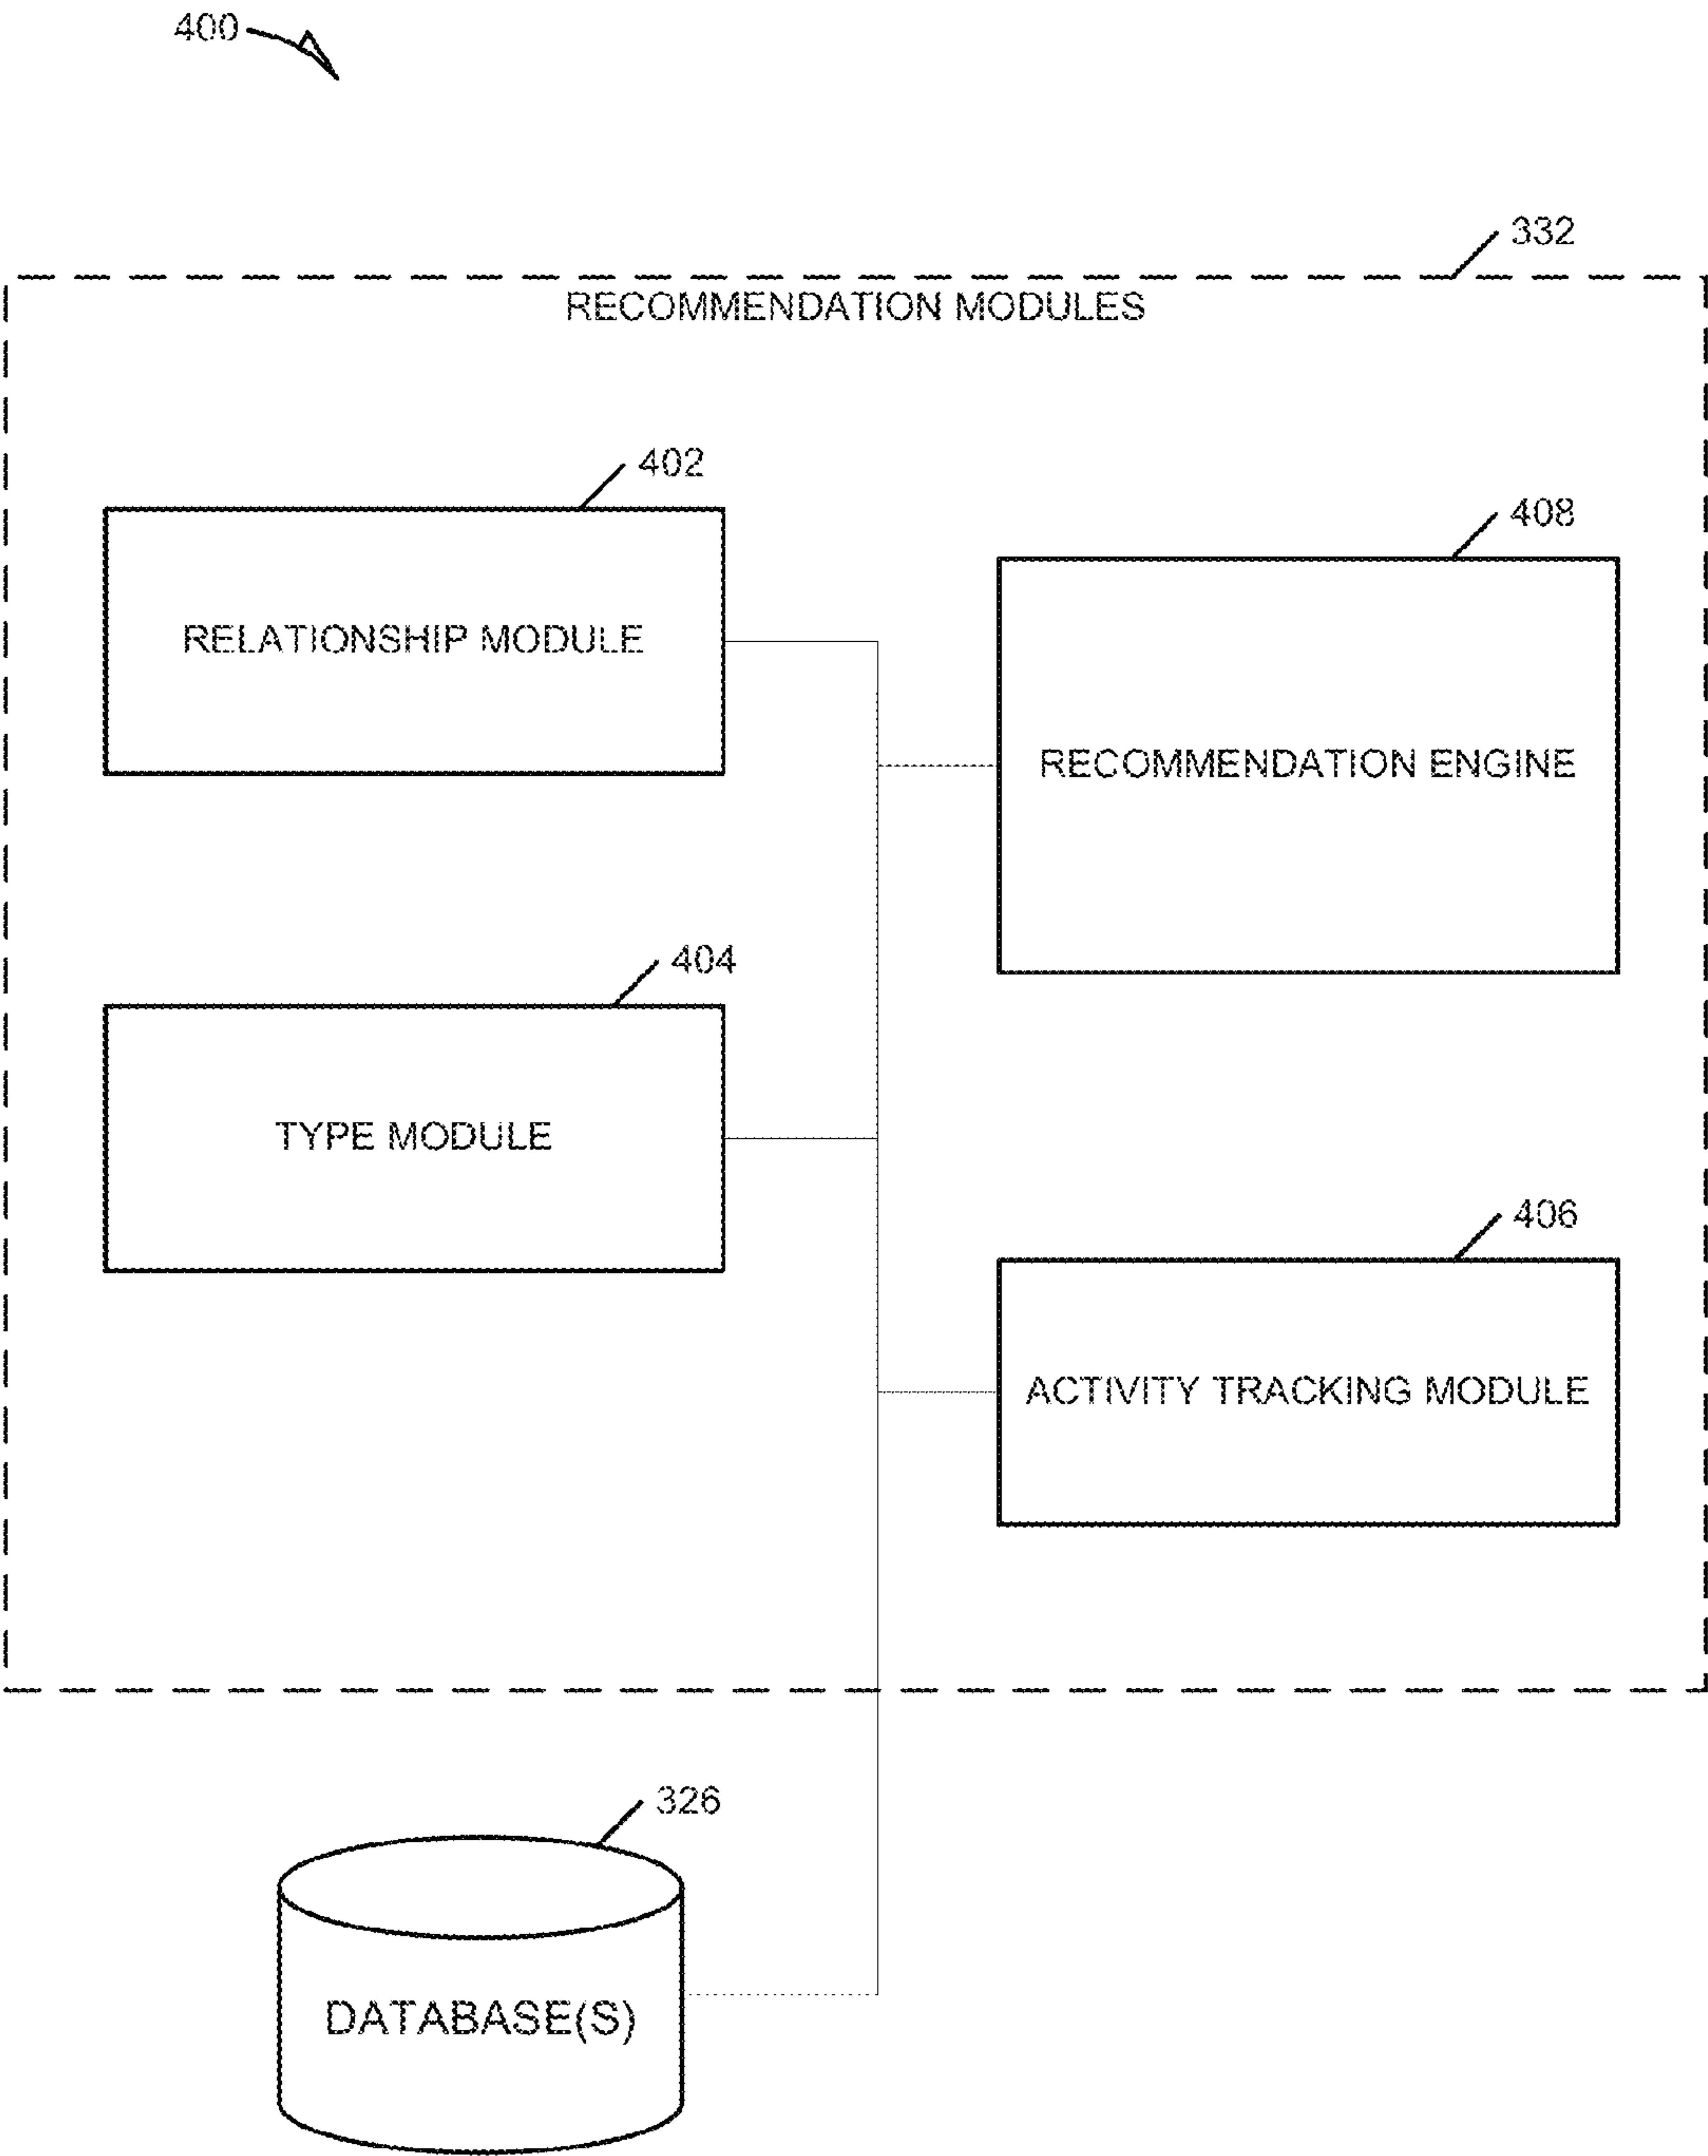 400
332
RECOMMENDATION MODULES
402
RELATIONSHIP MODULE
408
RECOMMENDATION ENGINE
404
TYPE MODULE
406
ACTIVITY TRACKING MODULE
326
DATABASE(S)